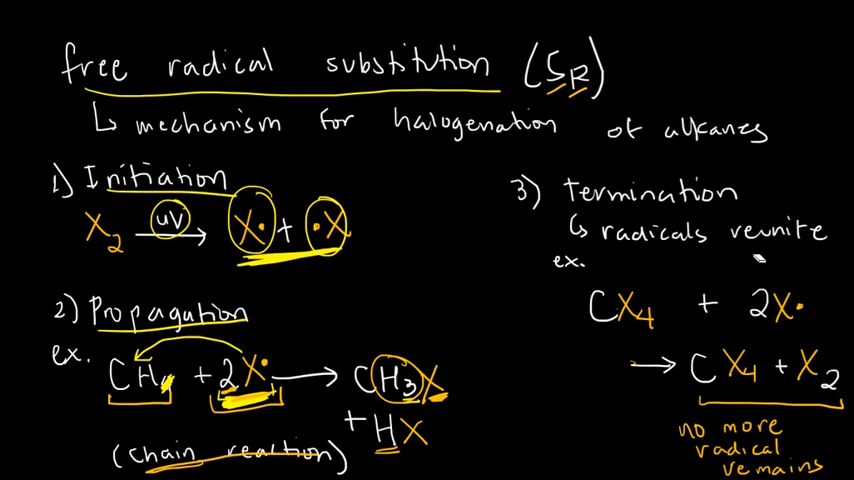 free radical substitution (SR)
↳ mechanism for halogenation of alkanes
1) Initiation
X₂ —uv→ X· + ·X
2) Propagation
ex.
CH₄ + 2X· → CH₃X
+ HX
(chain reaction)
3) termination
↳ radicals reunite
ex.
CX₄ + 2X·
→ CX₄ + X₂
no more
radical
remains